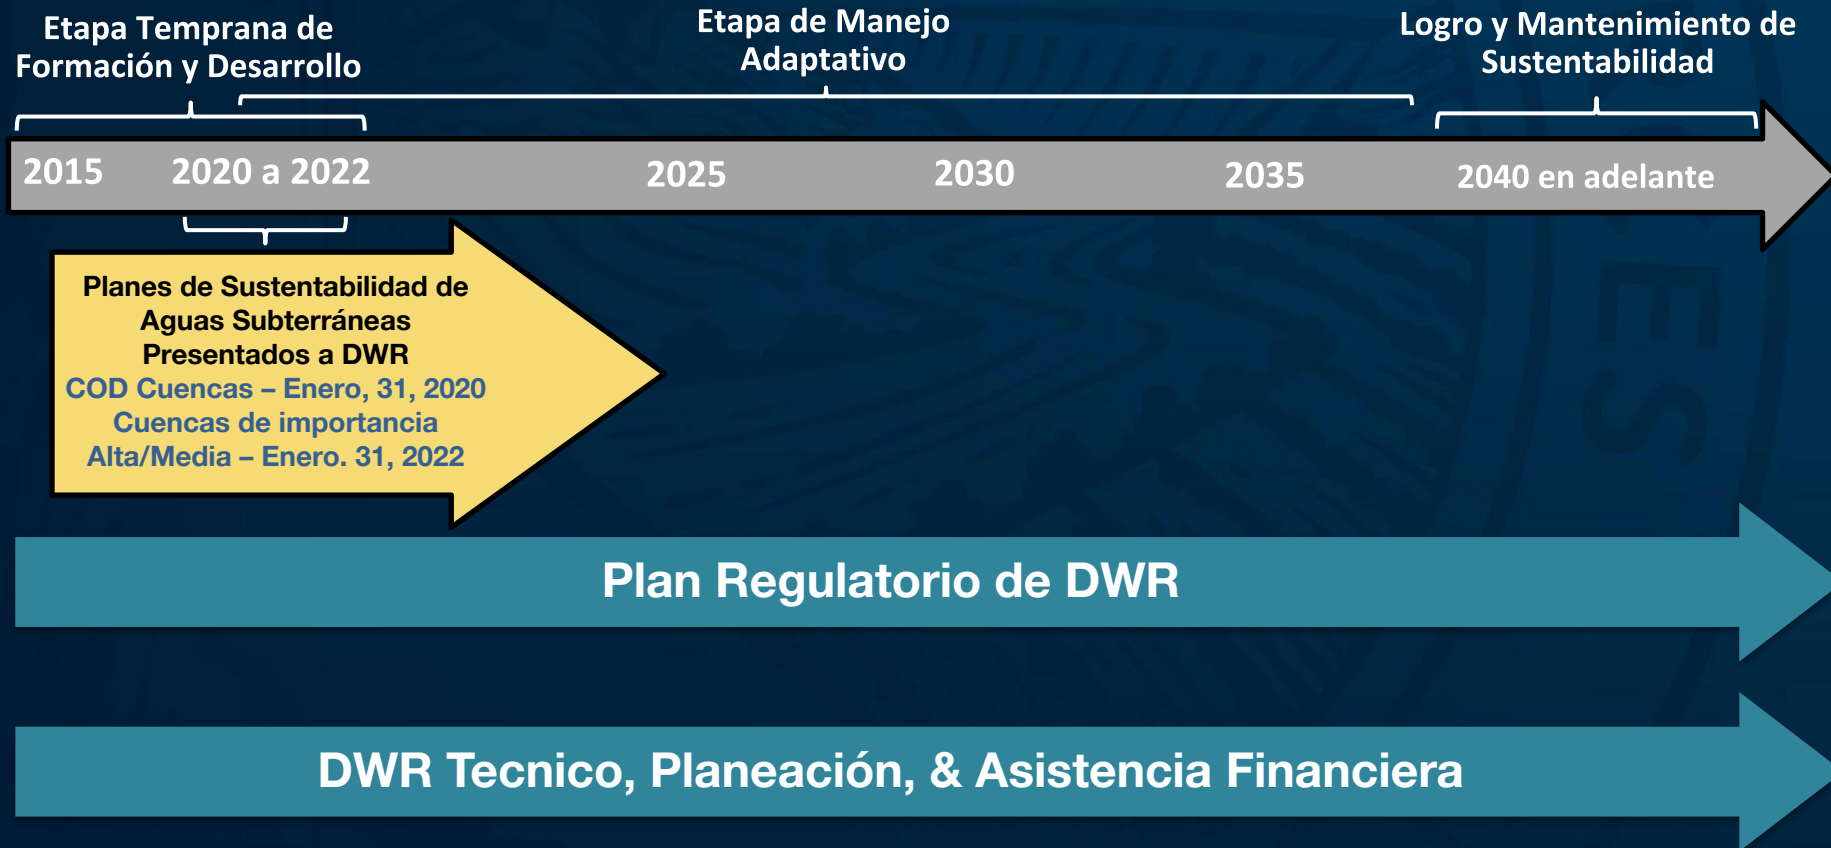 Etapa Temprana de
Formación y Desarrollo
Etapa de Manejo
Adaptativo
Logro y Mantenimiento de
Sustentabilidad
2015
2020 a 2022
2025
2030
2035
2040 en adelante
Planes de Sustentabilidad de
Aguas Subterráneas
Presentados a DWR
COD Cuencas – Enero, 31, 2020
Cuencas de importancia
Alta/Media – Enero. 31, 2022
Plan Regulatorio de DWR
DWR Tecnico, Planeación, & Asistencia Financiera